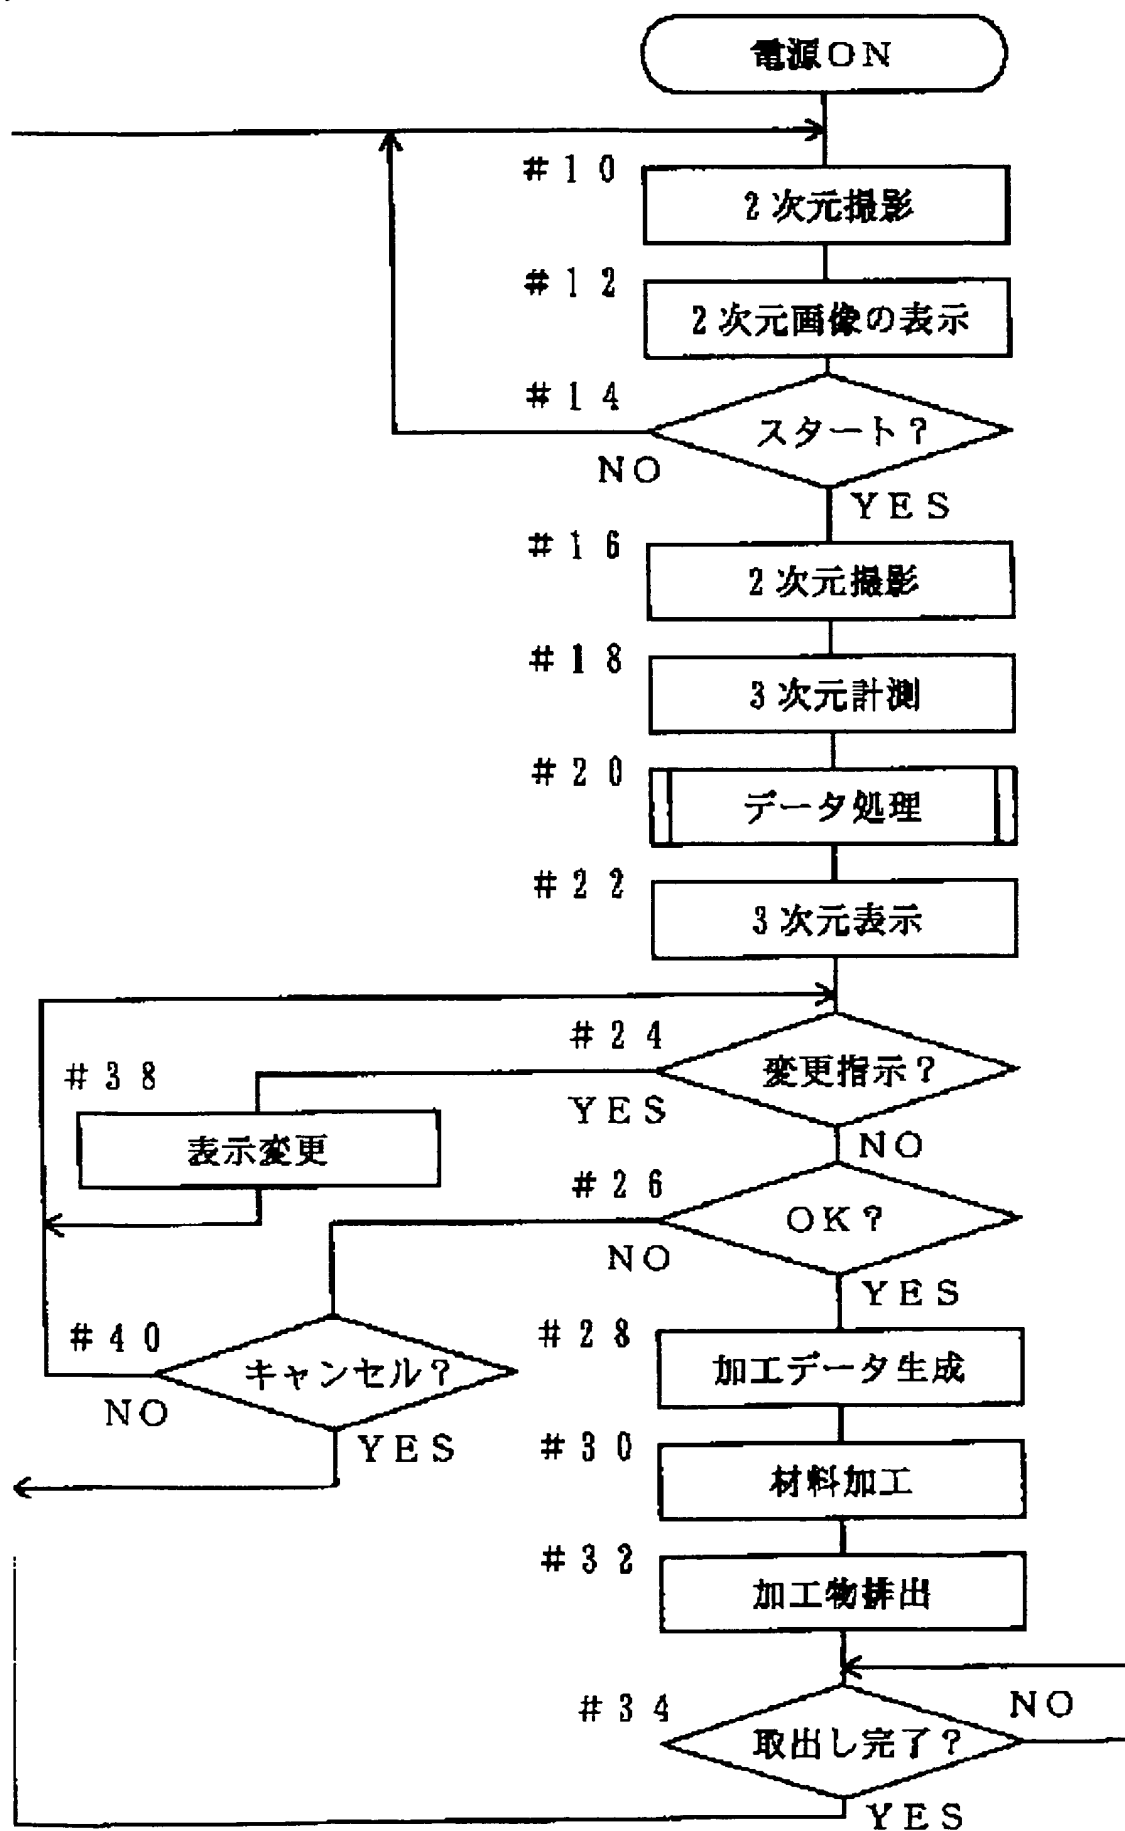 電源ON
#10
2次元撮影
#12
2次元画像の表示
#14
スタート?
NO
YES
#16
2次元撮影
#18
3次元計測
#20
データ処理
#22
3次元表示
#24
変更指示?
YES
NO
#38
表示変更
#26
OK?
NO
YES
#40
キャンセル?
NO
YES
#28
加工データ生成
#30
材料加工
#32
加工物排出
#34
取出し完了?
NO
YES